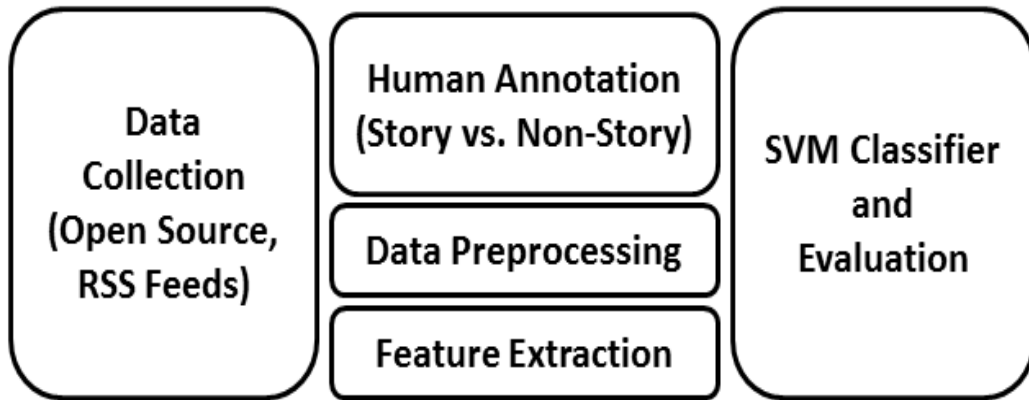 Data
Collection
(Open Source,
RSS Feeds)
Human Annotation
(Story vs. Non-Story)
Data Preprocessing
Feature Extraction
SVM Classifier
and
Evaluation